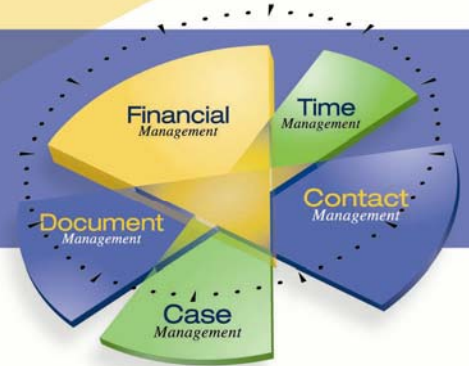 Financial
Management
Time
Management
Contact
Management
Document
Management
Case
Management